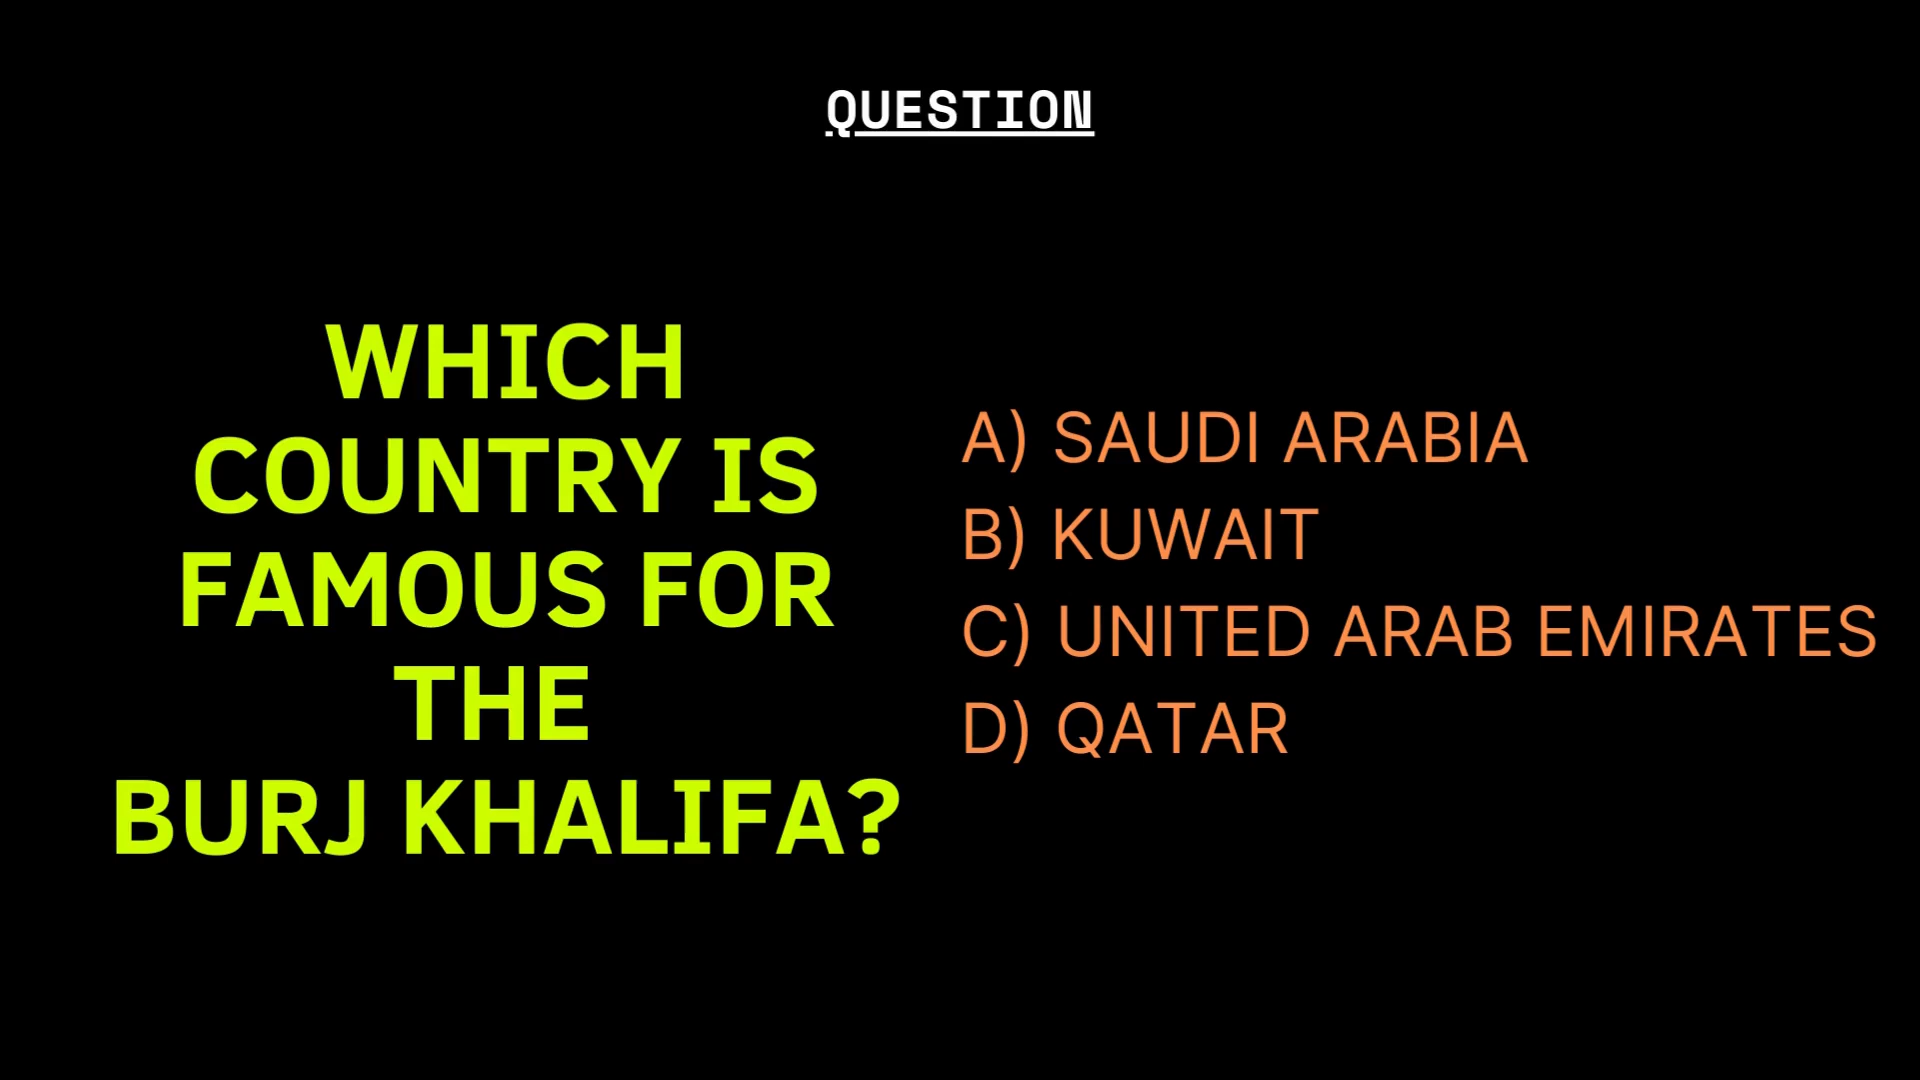 QUESTION
WHICH
COUNTRY IS
FAMOUS FOR
THE
BURJ KHALIFA?
A) SAUDI ARABIA
B) KUWAIT
C) UNITED ARAB EMIRATES
D) QATAR